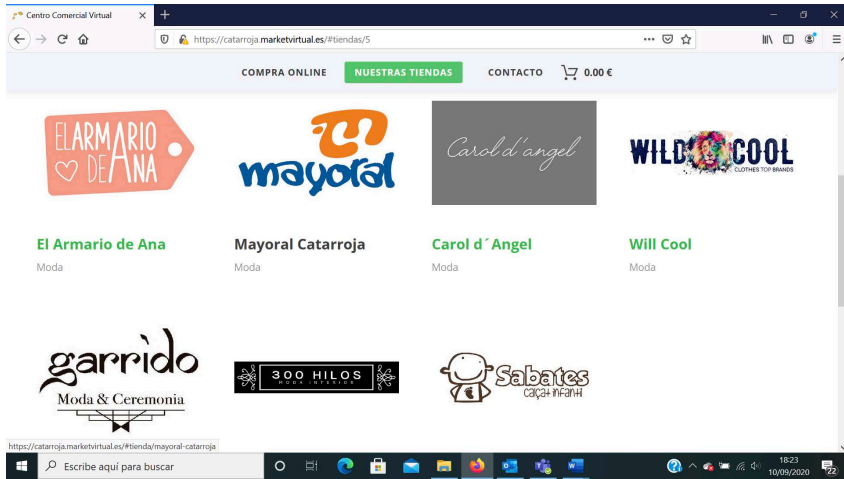 Centro Comercial Virtual
https://catarroja.marketvirtual.es/#tiendas/5
COMPRA ONLINE NUESTRAS TIENDAS CONTACTO 0.00 €
EL ARMARIO DE ANA
mayoral
Carol d´angel
WILD COOL
CLOTHES TOP BRANDS
El Armario de Ana
Moda
Mayoral Catarroja
Moda
Carol d´Angel
Moda
Will Cool
Moda
garrido
Moda & Ceremonia
300 HILOS
MODA INTERIOR
Sabates
calçat infantil
https://catarroja.marketvirtual.es/#tienda/mayoral-catarroja
Escribe aquí para buscar
18:23
10/09/2020
22